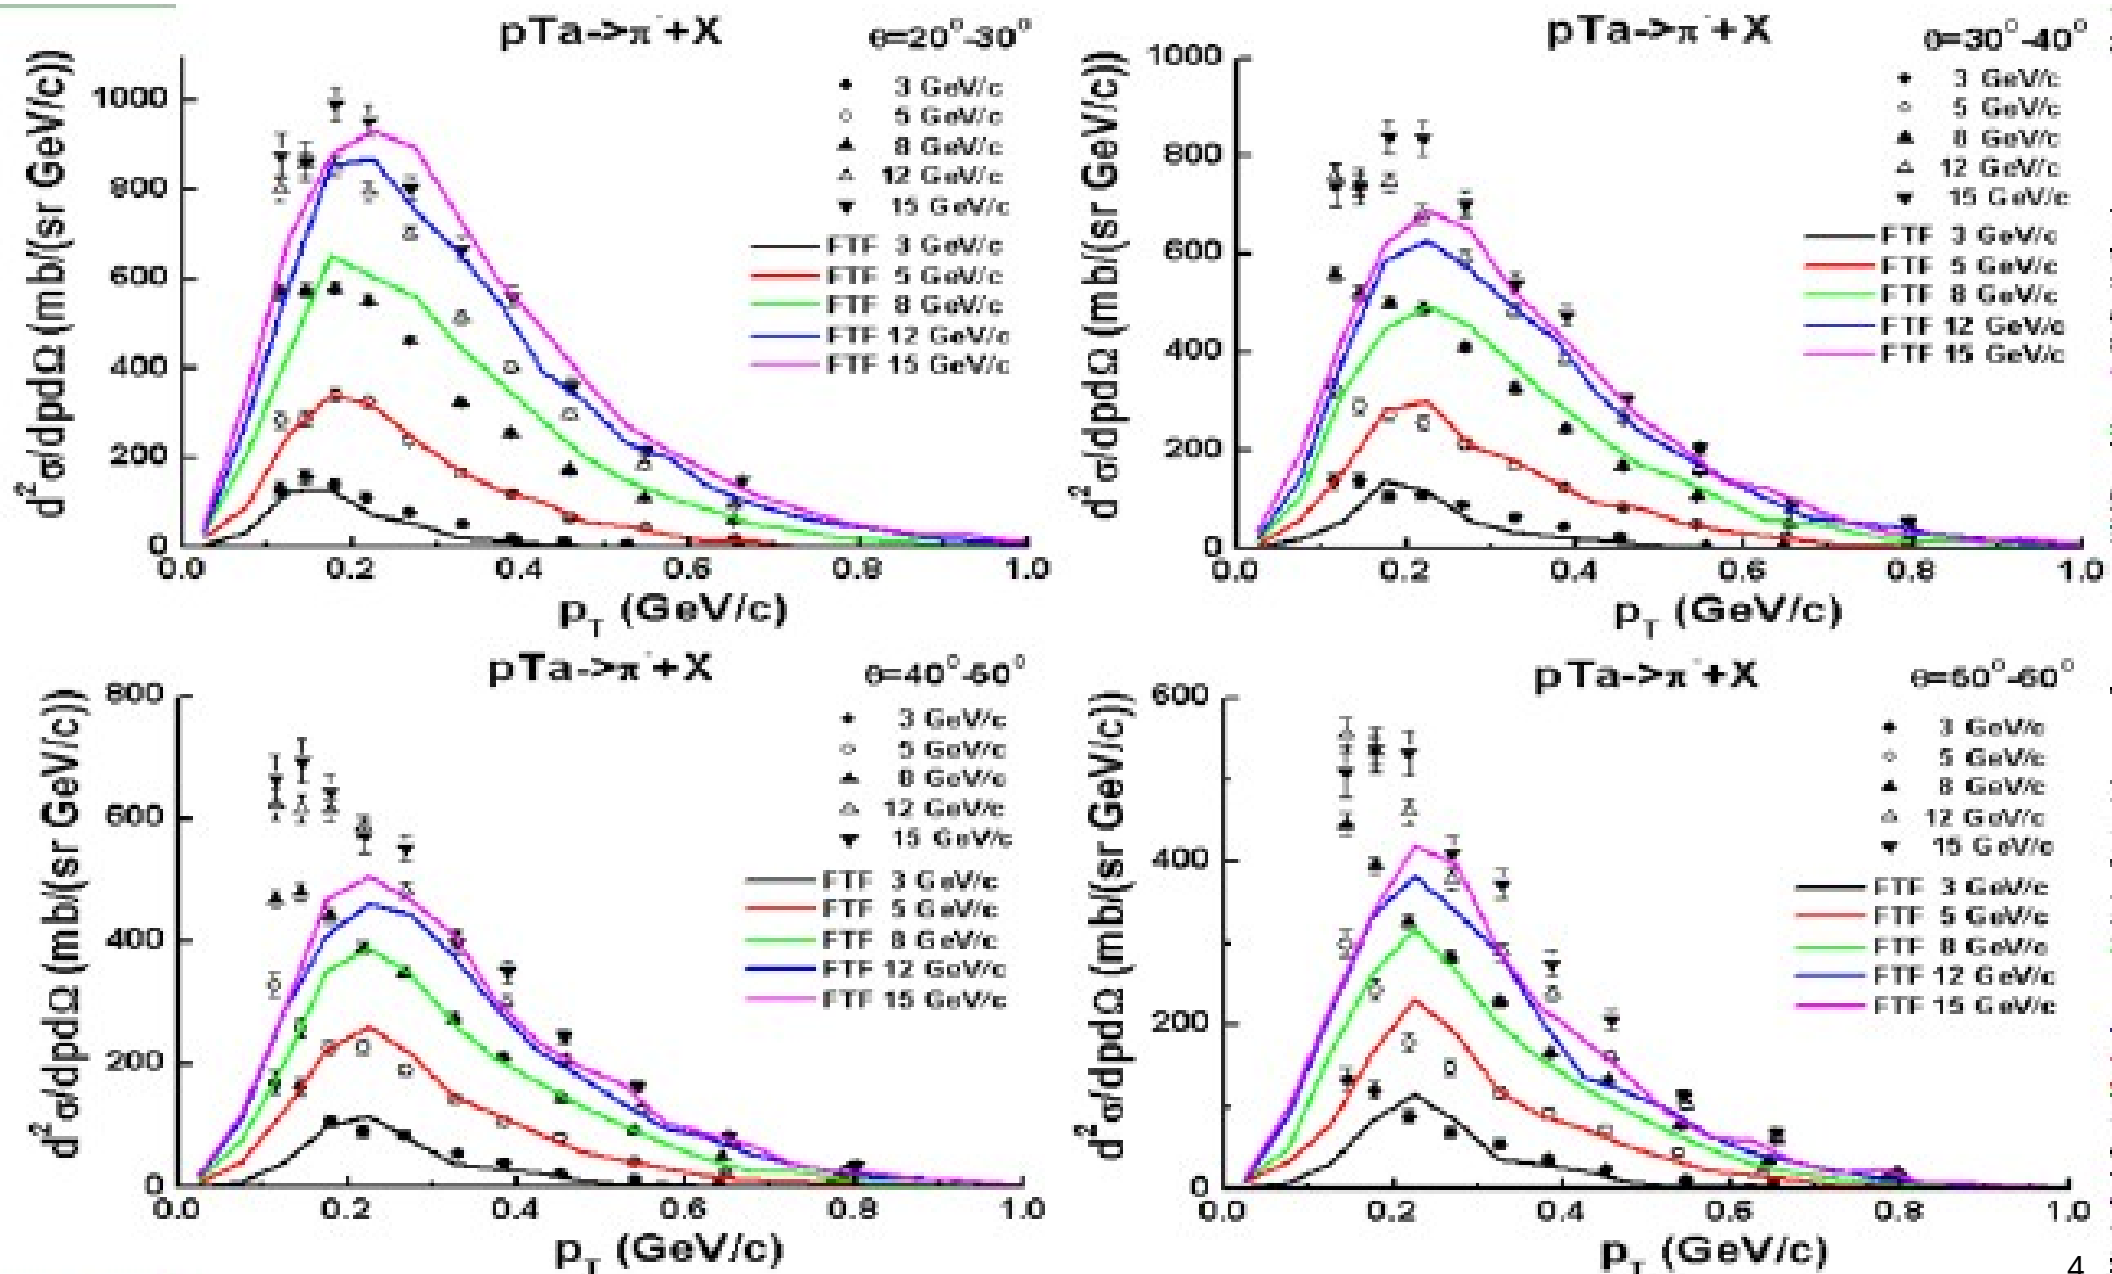 pTa->π⁻+X
θ=20⁰-30⁰
3 GeV/c
5 GeV/c
8 GeV/c
12 GeV/c
15 GeV/c
FTF 3 GeV/c
FTF 5 GeV/c
FTF 8 GeV/c
FTF 12 GeV/c
FTF 15 GeV/c
d²σ/dpdΩ (mb/(sr GeV/c))
1000
800
600
400
200
0
0.0 0.2 0.4 0.6 0.8 1.0
p_T (GeV/c)
pTa->π⁻+X
θ=30⁰-40⁰
3 GeV/c
5 GeV/c
8 GeV/c
12 GeV/c
15 GeV/c
FTF 3 GeV/c
FTF 5 GeV/c
FTF 8 GeV/c
FTF 12 GeV/c
FTF 15 GeV/c
d²σ/dpdΩ (mb/(sr GeV/c))
1000
800
600
400
200
0
0.0 0.2 0.4 0.6 0.8 1.0
p_T (GeV/c)
pTa->π⁻+X
θ=40⁰-50⁰
3 GeV/c
5 GeV/c
8 GeV/c
12 GeV/c
15 GeV/c
FTF 3 GeV/c
FTF 5 GeV/c
FTF 8 GeV/c
FTF 12 GeV/c
FTF 15 GeV/c
d²σ/dpdΩ (mb/(sr GeV/c))
800
600
400
200
0
0.0 0.2 0.4 0.6 0.8 1.0
p_T (GeV/c)
pTa->π⁻+X
θ=50⁰-60⁰
3 GeV/c
5 GeV/c
8 GeV/c
12 GeV/c
15 GeV/c
FTF 3 GeV/c
FTF 5 GeV/c
FTF 8 GeV/c
FTF 12 GeV/c
FTF 15 GeV/c
d²σ/dpdΩ (mb/(sr GeV/c))
600
400
200
0
0.0 0.2 0.4 0.6 0.8 1.0
p_T (GeV/c)
4